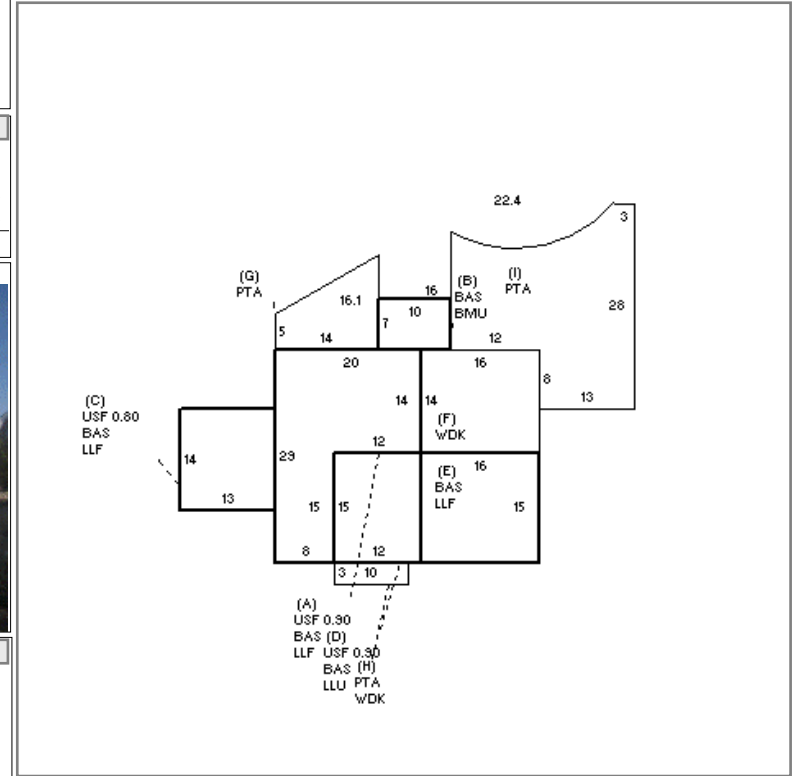 22.4
3
(G)
PTA
16.1
16
(B)
BAS
BMU
(I)
PTA
28
5
14
7
10
12
20
16
8
13
(C)
USF 0.80
BAS
LLF
14
13
29
14
14
(F)
WDK
12
15
15
(E)
BAS
LLF
16
15
8
12
3
10
(A)
USF 0.90
BAS
LLF
(D)
USF 0.90
BAS
LLU
(H)
PTA
WDK